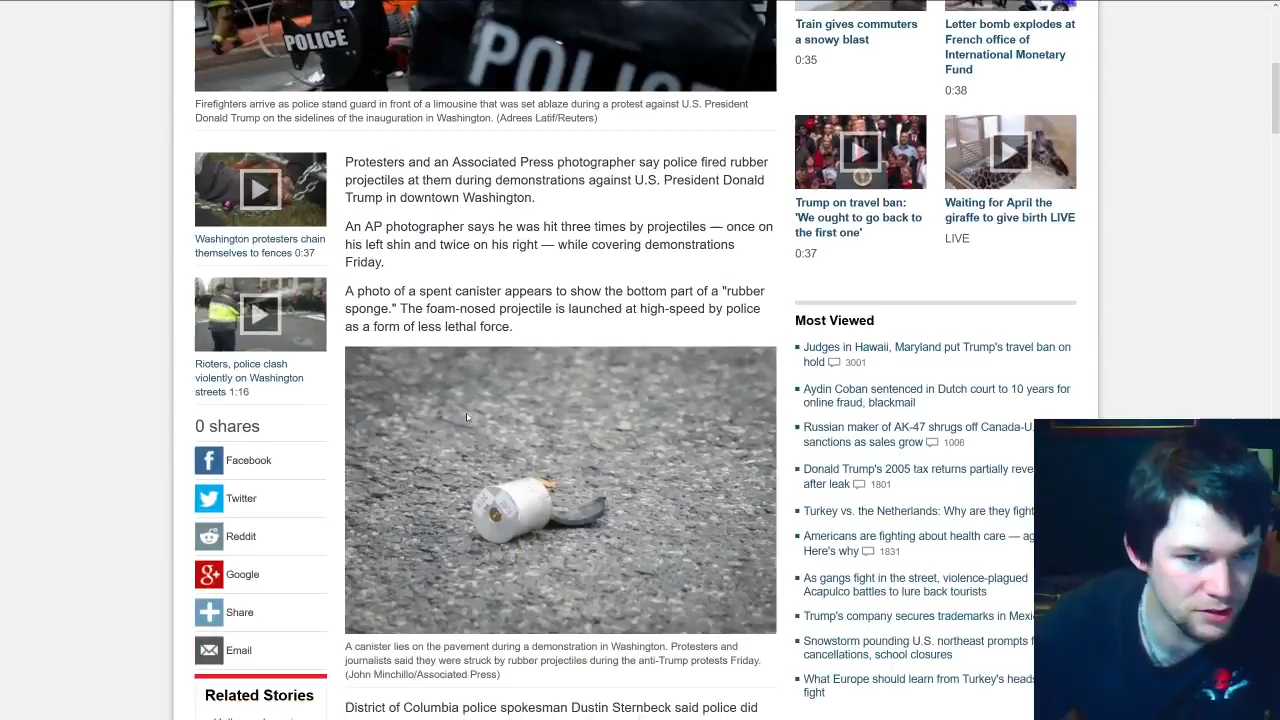 POLICE
POLIC
Firefighters arrive as police stand guard in front of a limousine that was set ablaze during a protest against U.S. President
Donald Trump on the sidelines of the inauguration in Washington. (Adrees Latif/Reuters)
Washington protesters chain
themselves to fences 0:37
Rioters, police clash
violently on Washington
streets 1:16
0 shares
Facebook
Twitter
Reddit
Google
Share
Email
Related Stories
Protesters and an Associated Press photographer say police fired rubber
projectiles at them during demonstrations against U.S. President Donald
Trump in downtown Washington.
An AP photographer says he was hit three times by projectiles — once on
his left shin and twice on his right — while covering demonstrations
Friday.
A photo of a spent canister appears to show the bottom part of a "rubber
sponge." The foam-nosed projectile is launched at high-speed by police
as a form of less lethal force.
A canister lies on the pavement during a demonstration in Washington. Protesters and
journalists said they were struck by rubber projectiles during the anti-Trump protests Friday.
(John Minchillo/Associated Press)
District of Columbia police spokesman Dustin Sternbeck said police did
Train gives commuters
a snowy blast
0:35
Letter bomb explodes at
French office of
International Monetary
Fund
0:38
Trump on travel ban:
'We ought to go back to
the first one'
0:37
Waiting for April the
giraffe to give birth LIVE
LIVE
Most Viewed
Judges in Hawaii, Maryland put Trump's travel ban on
hold 3001
Aydin Coban sentenced in Dutch court to 10 years for
online fraud, blackmail
Russian maker of AK-47 shrugs off Canada-U.
sanctions as sales grow 1006
Donald Trump's 2005 tax returns partially reve
after leak 1801
Turkey vs. the Netherlands: Why are they fight
Americans are fighting about health care — ag
Here's why 1831
As gangs fight in the street, violence-plagued
Acapulco battles to lure back tourists
Trump's company secures trademarks in Mexi
Snowstorm pounding U.S. northeast prompts f
cancellations, school closures
What Europe should learn from Turkey's heads
fight